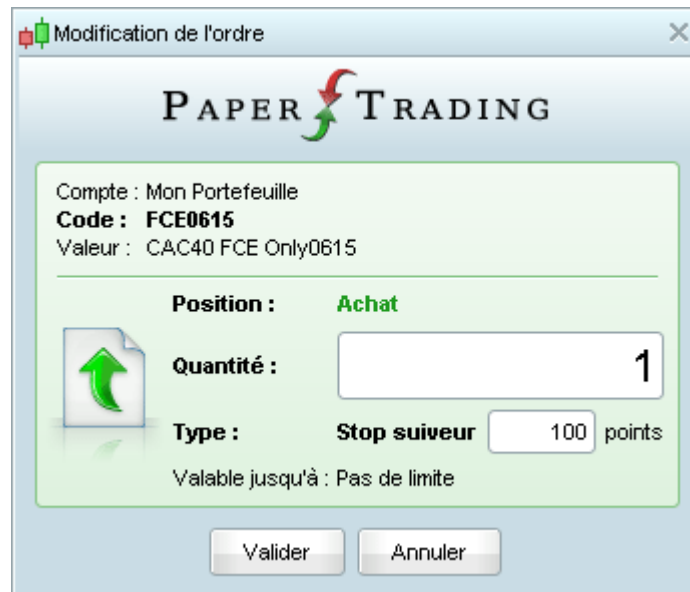 Modification de l'ordre
PAPER TRADING
Compte : Mon Portefeuille
Code : FCE0615
Valeur : CAC40 FCE Only0615
Position : Achat
Quantité : 1
Type : Stop suiveur 100 points
Valable jusqu'à : Pas de limite
Valider Annuler